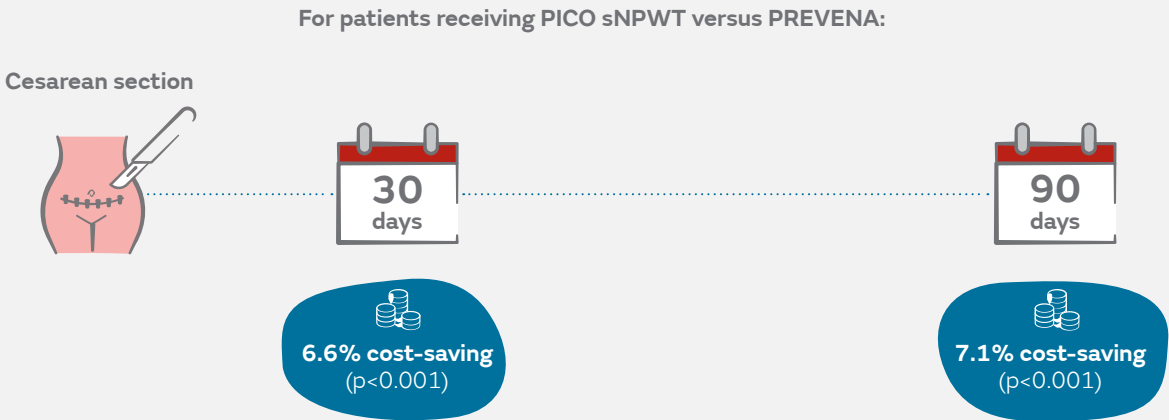 For patients receiving PICO sNPWT versus PREVENA:
Cesarean section
30
days
90
days
6.6% cost-saving
(p<0.001)
7.1% cost-saving
(p<0.001)